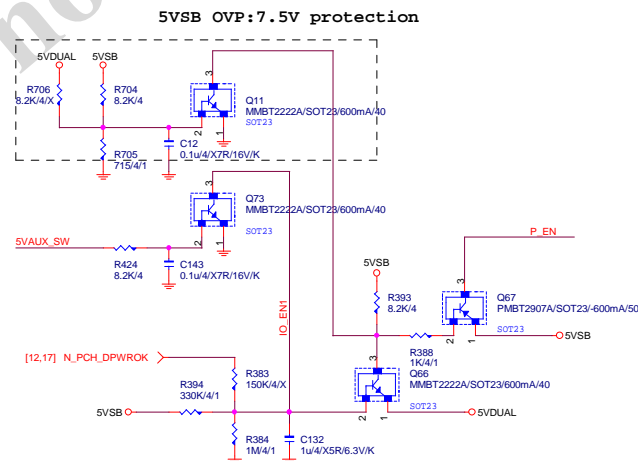 5VSB OVP:7.5V protection
5VDUAL
5VSB
R706
8.2K/4/X
R704
8.2K/4
3
Q11
MMBT2222A/SOT23/600mA/40
SOT23
2
1
C12
0.1u/4/X7R/16V/K
R705
715/4/1
3
Q73
MMBT2222A/SOT23/600mA/40
SOT23
2
1
5VAUX_SW
R424
8.2K/4
C143
0.1u/4/X7R/16V/K
P_EN
5VSB
R393
8.2K/4
3
Q67
PMBT2907A/SOT23/-600mA/50
SOT23
2
1
5VSB
IO_EN1
R388
1K/4/1
[12,17] N_PCH_DPWROK
R383
150K/4/X
3
Q66
MMBT2222A/SOT23/600mA/40
SOT23
2
1
5VDUAL
R394
330K/4/1
5VSB
R384
1M/4/1
C132
1u/4/X5R/6.3V/K